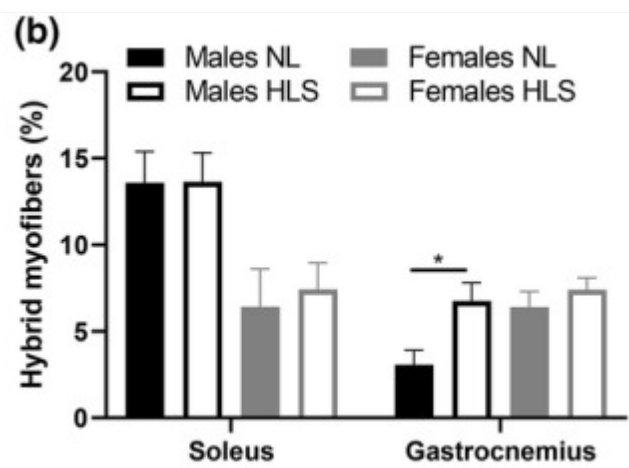 (b)
Males NL Females NL
Males HLS Females HLS
Hybrid myofibers (%)
20
15
10
5
0
*
Soleus Gastrocnemius